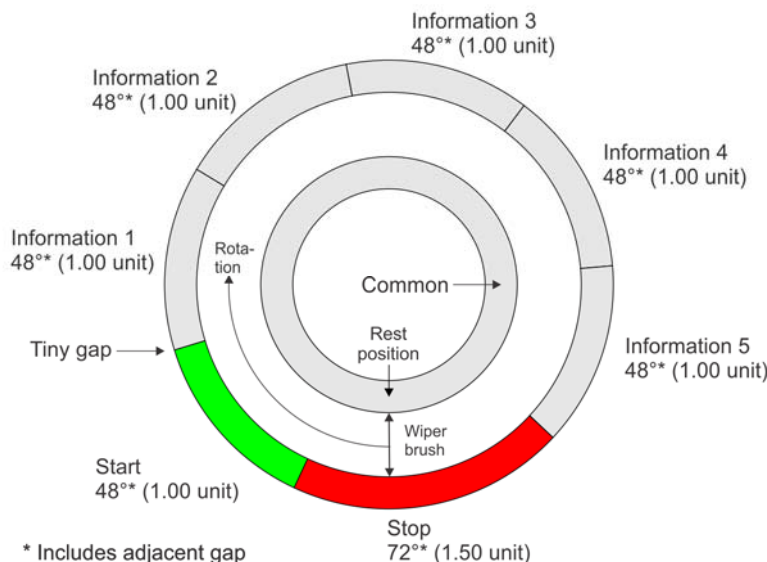 Information 3
48°* (1.00 unit)
Information 2
48°* (1.00 unit)
Information 4
48°* (1.00 unit)
Information 1
48°* (1.00 unit)
Rota-
tion
Common
Rest
position
Tiny gap
Information 5
48°* (1.00 unit)
Wiper
brush
Start
48°* (1.00 unit)
Stop
72°* (1.50 unit)
* Includes adjacent gap